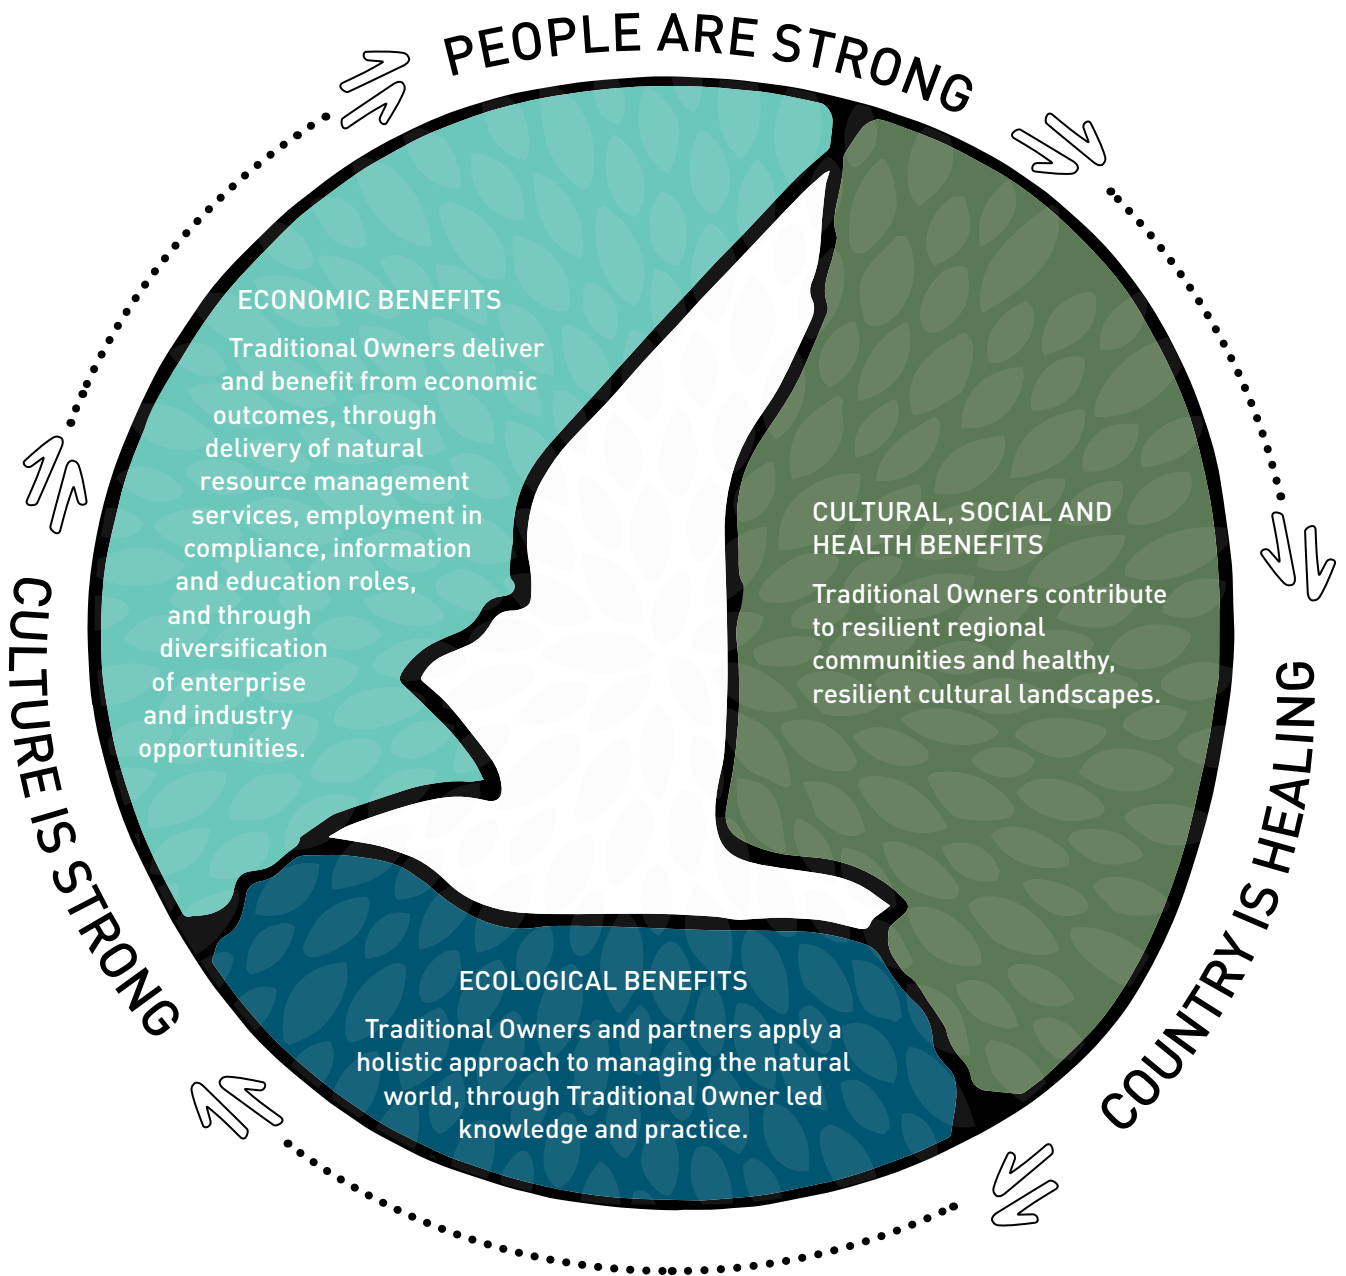 PEOPLE ARE STRONG
ECONOMIC BENEFITS
Traditional Owners deliver
and benefit from economic
outcomes, through
delivery of natural
resource management
services, employment in
compliance, information
and education roles,
and through
diversification
of enterprise
and industry
opportunities.
CULTURAL, SOCIAL AND
HEALTH BENEFITS
Traditional Owners contribute
to resilient regional
communities and healthy,
resilient cultural landscapes.
COUNTRY IS HEALING
ECOLOGICAL BENEFITS
Traditional Owners and partners apply a
holistic approach to managing the natural
world, through Traditional Owner led
knowledge and practice.
CULTURE IS STRONG